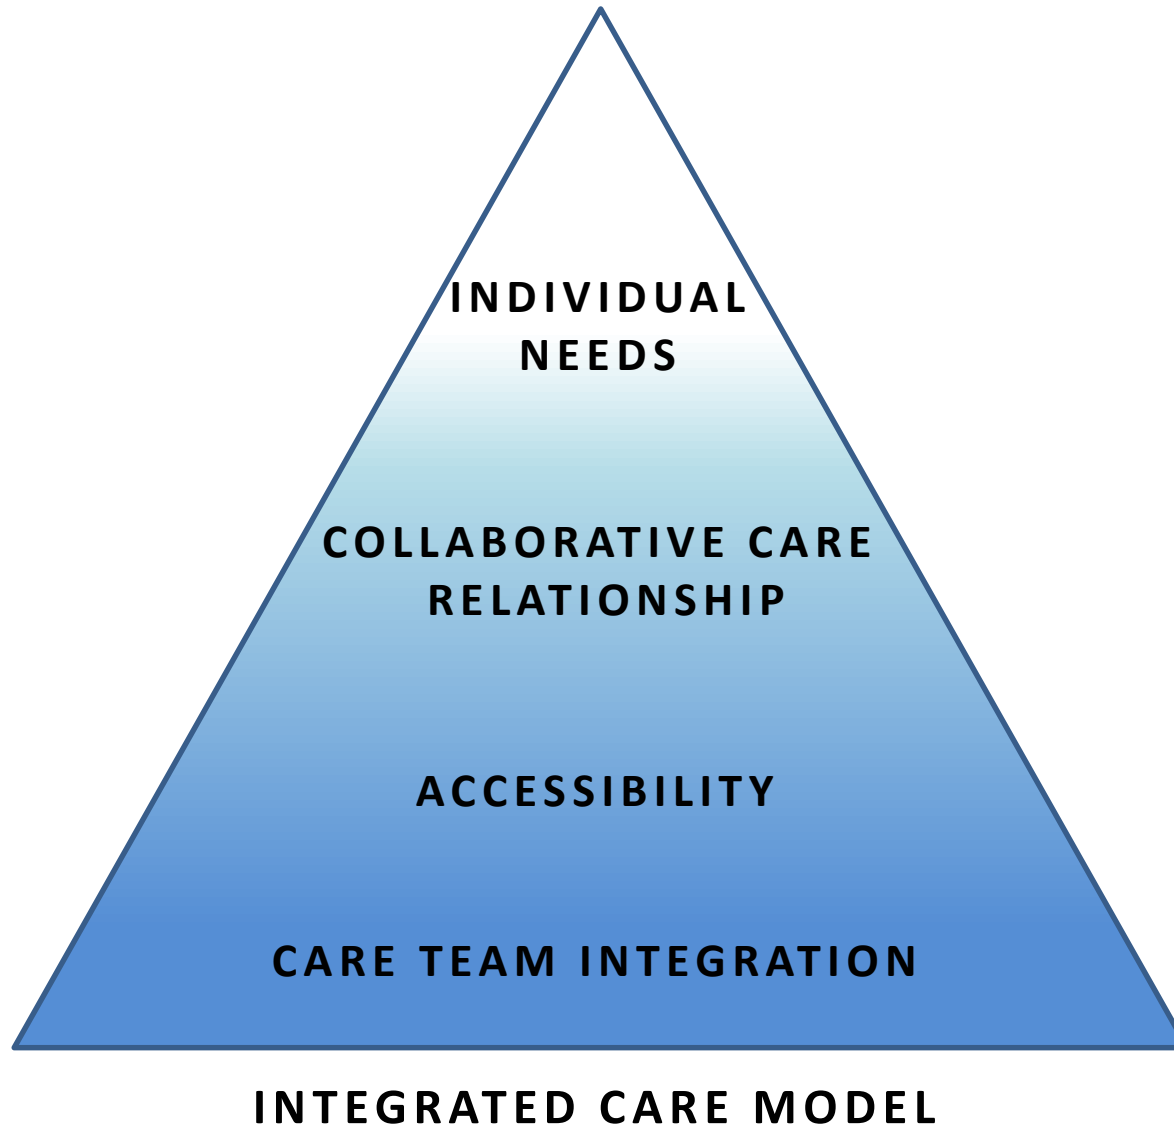 INDIVIDUAL
NEEDS
COLLABORATIVE CARE
RELATIONSHIP
ACCESSIBILITY
CARE TEAM INTEGRATION
INTEGRATED CARE MODEL